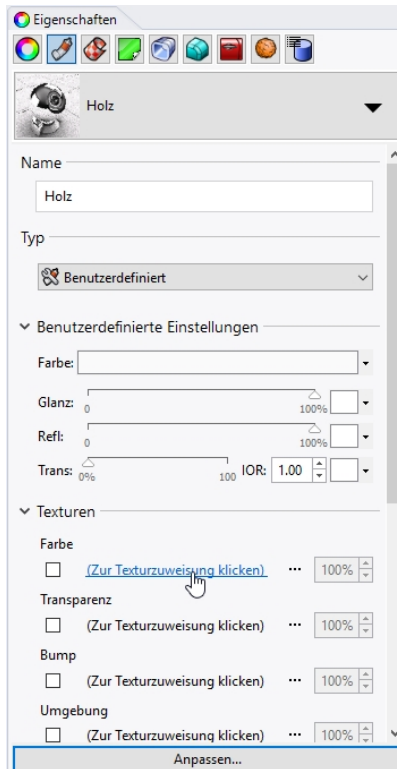 Eigenschaften
Holz
Name
Holz
Typ
Benutzerdefiniert
Benutzerdefinierte Einstellungen
Farbe:
Glanz: 0 100%
Refl: 0 100%
Trans: 0% 100 IOR: 1.00
Texturen
Farbe
(Zur Texturzuweisung klicken) ... 100%
Transparenz
(Zur Texturzuweisung klicken) ... 100%
Bump
(Zur Texturzuweisung klicken) ... 100%
Umgebung
(Zur Texturzuweisung klicken) ... 100%
Anpassen...